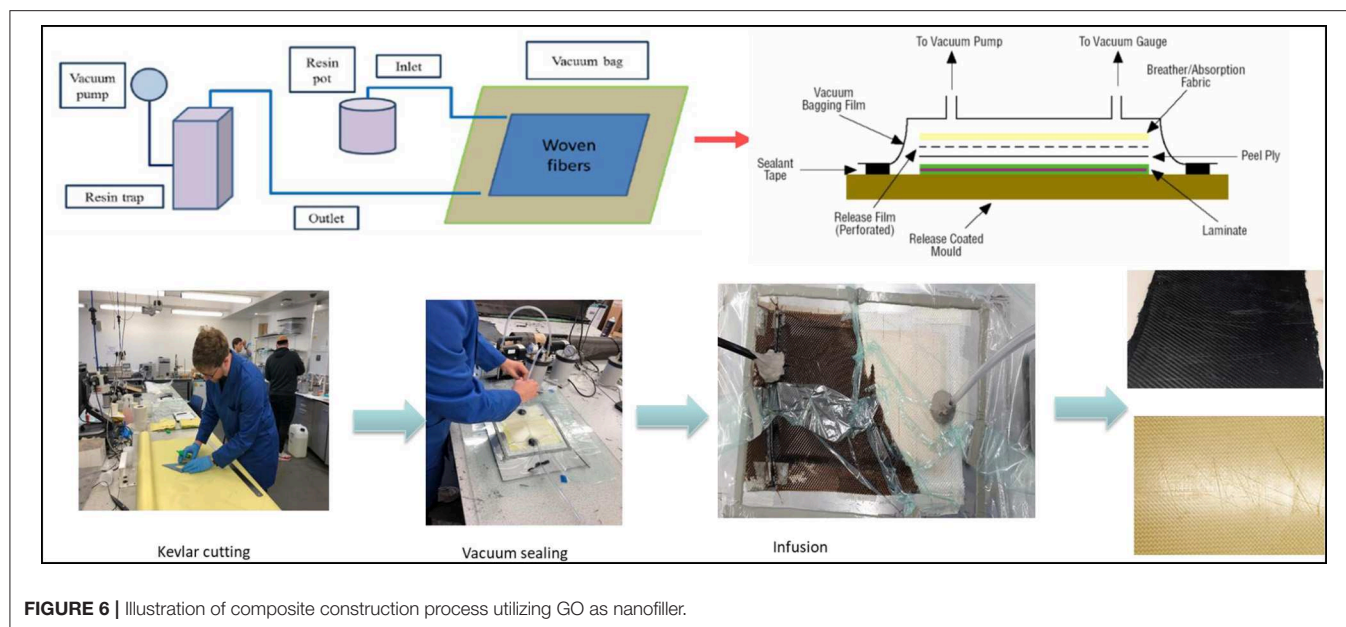 Vacuum
pump
Resin
pot
Inlet
Vacuum bag
Woven
fibers
Resin trap
Outlet
To Vacuum Pump
To Vacuum Gauge
Breather/Absorption
Fabric
Vacuum
Bagging Film
Sealant
Tape
Peel Ply
Release Film
(Perforated)
Release Coated
Mould
Laminate
Kevlar cutting
Vacuum sealing
Infusion
FIGURE 6 | Illustration of composite construction process utilizing GO as nanofiller.